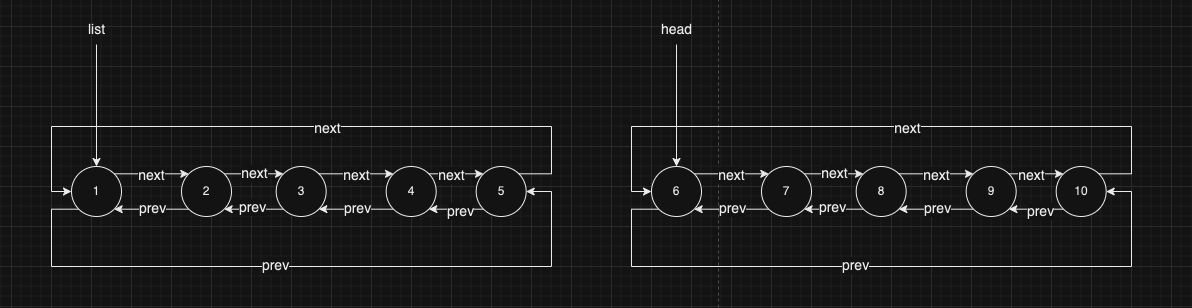 list
head
next
next
next next next next
next next next next
1 2 3 4 5
6 7 8 9 10
prev prev prev prev
prev prev prev prev
prev
prev